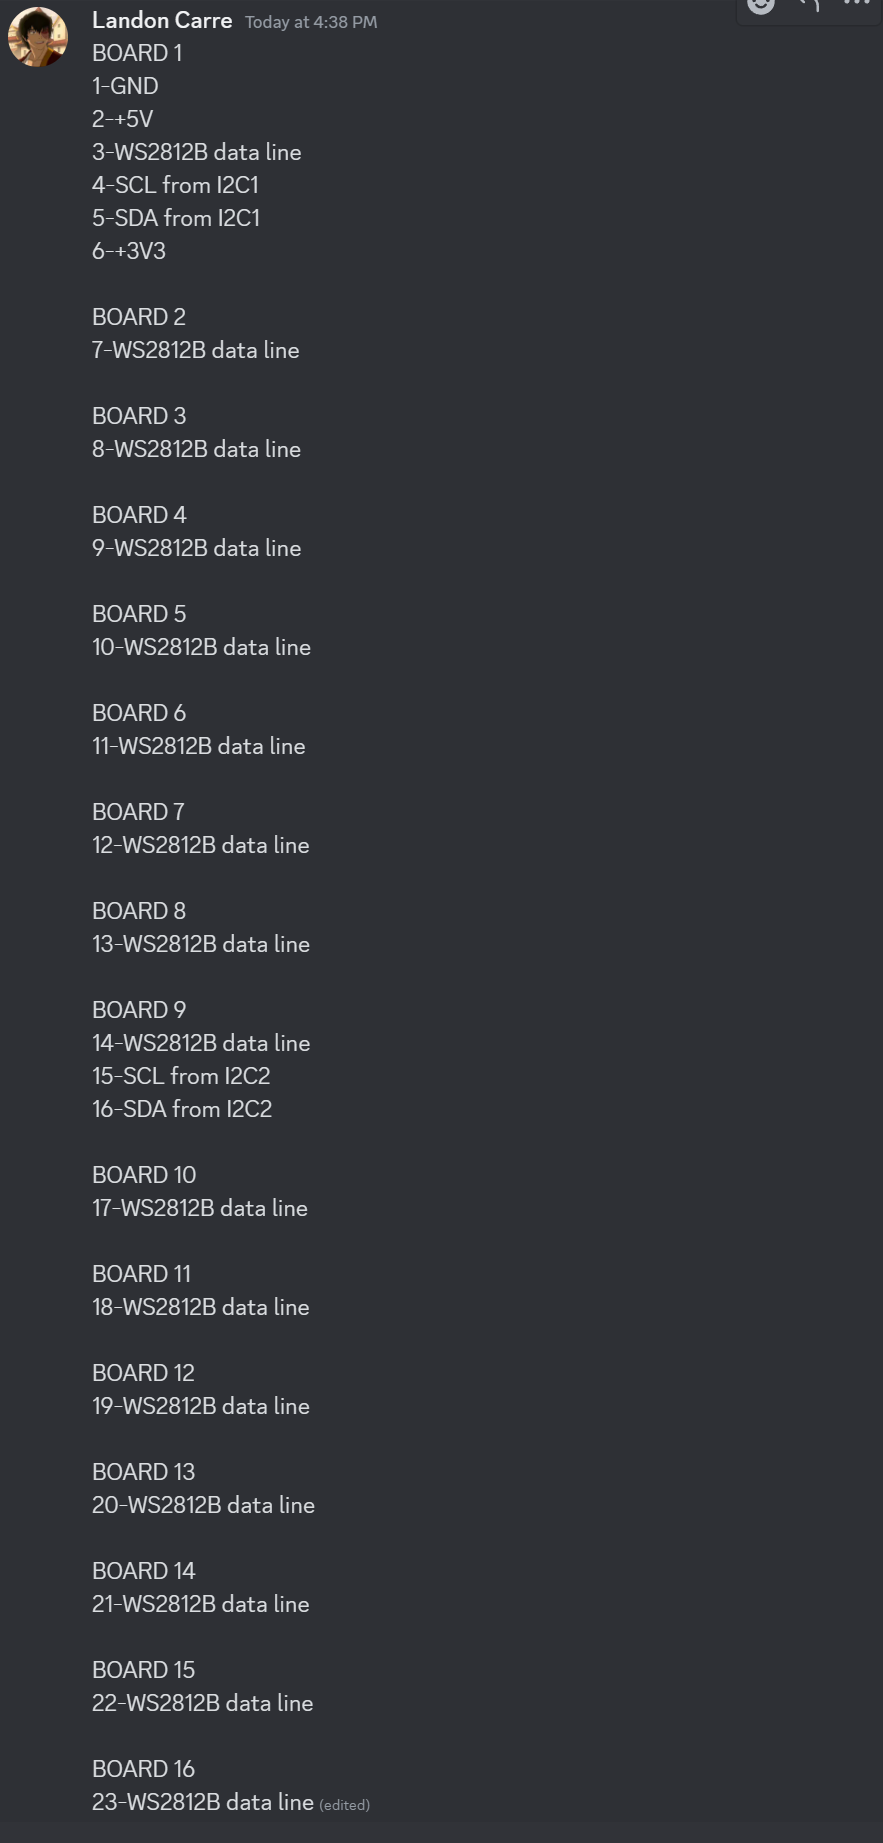 Landon Carre Today at 4:38 PM
BOARD 1
1-GND
2-+5V
3-WS2812B data line
4-SCL from I2C1
5-SDA from I2C1
6-+3V3
BOARD 2
7-WS2812B data line
BOARD 3
8-WS2812B data line
BOARD 4
9-WS2812B data line
BOARD 5
10-WS2812B data line
BOARD 6
11-WS2812B data line
BOARD 7
12-WS2812B data line
BOARD 8
13-WS2812B data line
BOARD 9
14-WS2812B data line
15-SCL from I2C2
16-SDA from I2C2
BOARD 10
17-WS2812B data line
BOARD 11
18-WS2812B data line
BOARD 12
19-WS2812B data line
BOARD 13
20-WS2812B data line
BOARD 14
21-WS2812B data line
BOARD 15
22-WS2812B data line
BOARD 16
23-WS2812B data line (edited)